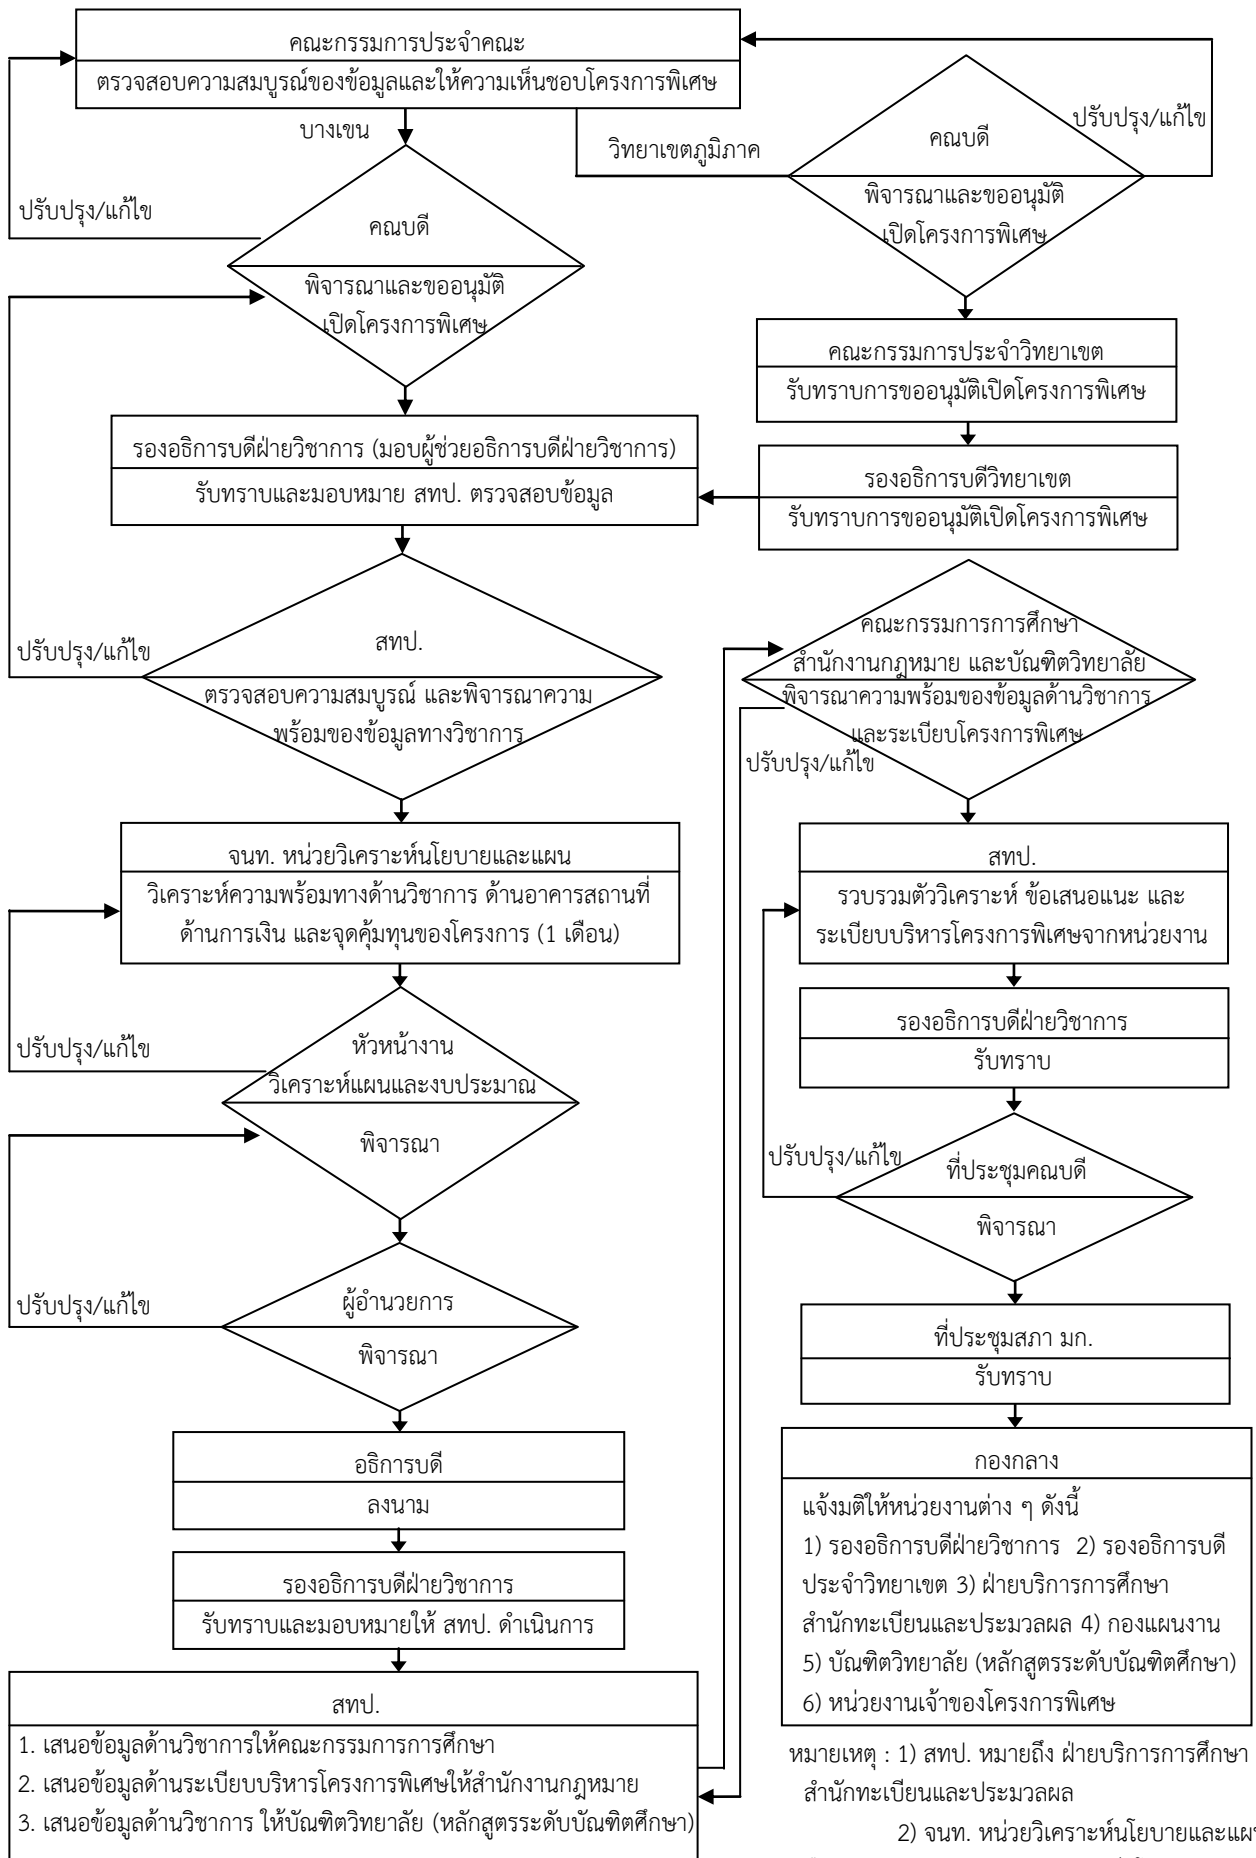 คณะกรรมการประจำคณะ
ตรวจสอบความสมบูรณ์ของข้อมูลและให้ความเห็นชอบโครงการพิเศษ
บางเขน
วิทยาเขตภูมิภาค
ปรับปรุง/แก้ไข
คณบดี
พิจารณาและขออนุมัติ
เปิดโครงการพิเศษ
ปรับปรุง/แก้ไข
คณบดี
พิจารณาและขออนุมัติ
เปิดโครงการพิเศษ
คณะกรรมการประจำวิทยาเขต
รับทราบการขออนุมัติเปิดโครงการพิเศษ
รองอธิการบดีวิทยาเขต
รับทราบการขออนุมัติเปิดโครงการพิเศษ
รองอธิการบดีฝ่ายวิชาการ (มอบผู้ช่วยอธิการบดีฝ่ายวิชาการ)
รับทราบและมอบหมาย สทป. ตรวจสอบข้อมูล
ปรับปรุง/แก้ไข
สทป.
ตรวจสอบความสมบูรณ์ และพิจารณาความ
พร้อมของข้อมูลทางวิชาการ
จนท. หน่วยวิเคราะห์นโยบายและแผน
วิเคราะห์ความพร้อมทางด้านวิชาการ ด้านอาคารสถานที่
ด้านการเงิน และจุดคุ้มทุนของโครงการ (1 เดือน)
ปรับปรุง/แก้ไข
หัวหน้างาน
วิเคราะห์แผนและงบประมาณ
พิจารณา
ปรับปรุง/แก้ไข
ผู้อำนวยการ
พิจารณา
อธิการบดี
ลงนาม
รองอธิการบดีฝ่ายวิชาการ
รับทราบและมอบหมายให้ สทป. ดำเนินการ
สทป.
1. เสนอข้อมูลด้านวิชาการให้คณะกรรมการการศึกษา
2. เสนอข้อมูลด้านระเบียบบริหารโครงการพิเศษให้สำนักงานกฎหมาย
3. เสนอข้อมูลด้านวิชาการ ให้บัณฑิตวิทยาลัย (หลักสูตรระดับบัณฑิตศึกษา)
คณะกรรมการการศึกษา
สำนักงานกฎหมาย และบัณฑิตวิทยาลัย
พิจารณาความพร้อมของข้อมูลด้านวิชาการ
และระเบียบโครงการพิเศษ
ปรับปรุง/แก้ไข
สทป.
รวบรวมตัววิเคราะห์ ข้อเสนอแนะ และ
ระเบียบบริหารโครงการพิเศษจากหน่วยงาน
รองอธิการบดีฝ่ายวิชาการ
รับทราบ
ปรับปรุง/แก้ไข
ที่ประชุมคณบดี
พิจารณา
ที่ประชุมสภา มก.
รับทราบ
กองกลาง
แจ้งมติให้หน่วยงานต่าง ๆ ดังนี้
1) รองอธิการบดีฝ่ายวิชาการ 2) รองอธิการบดี
ประจำวิทยาเขต 3) ฝ่ายบริการการศึกษา
สำนักทะเบียนและประมวลผล 4) กองแผนงาน
5) บัณฑิตวิทยาลัย (หลักสูตรระดับบัณฑิตศึกษา)
6) หน่วยงานเจ้าของโครงการพิเศษ
หมายเหตุ : 1) สทป. หมายถึง ฝ่ายบริการการศึกษา
สำนักทะเบียนและประมวลผล
2) จนท. หน่วยวิเคราะห์นโยบายและแผน